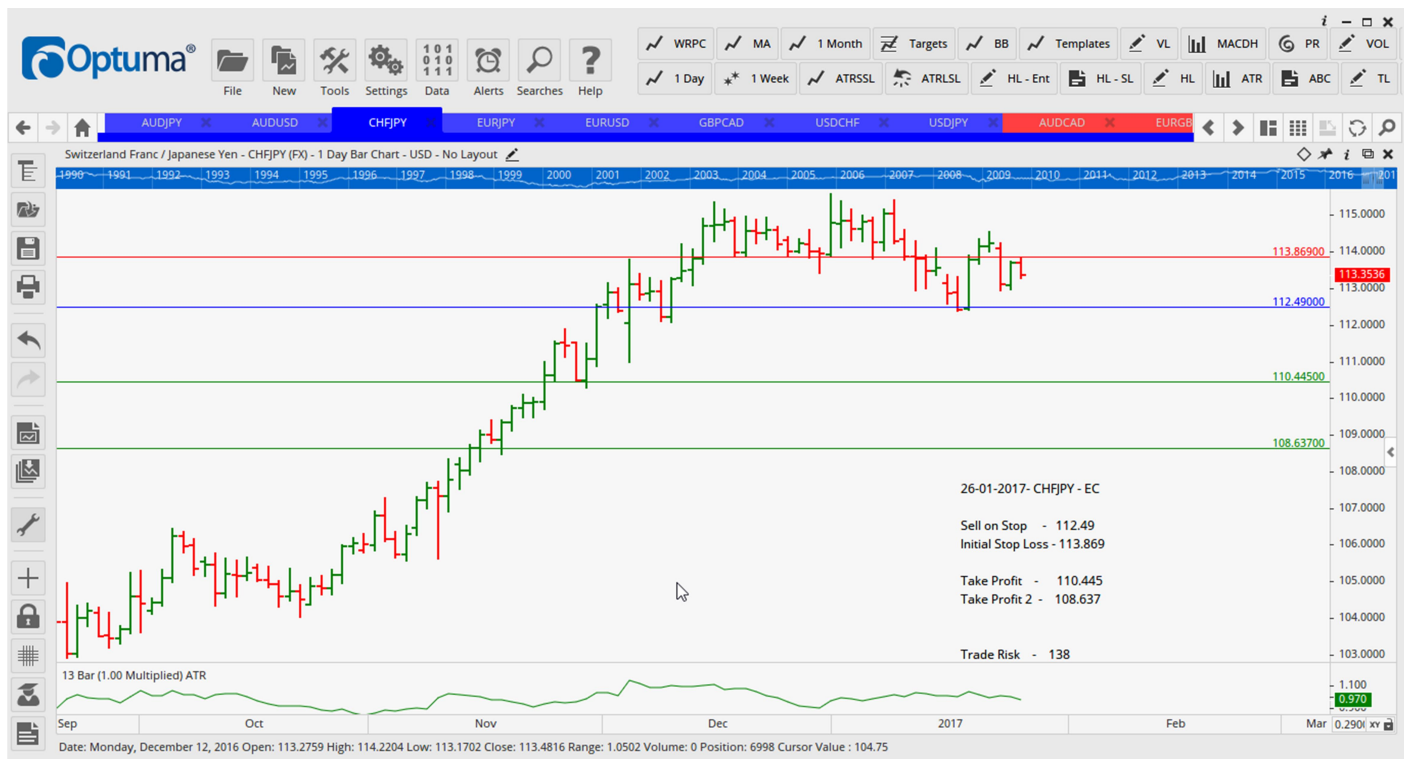 i
Optuma®
File
New
Tools
Settings
101
010
111
Data
Alerts
Searches
?
Help
WRPC
MA
1 Month
Targets
BB
Templates
VL
MACDH
PR
VOL
1 Day
1 Week
ATRSSL
ATRLSL
HL - Ent
HL - SL
HL
ATR
ABC
TL
AUDJPY
AUDUSD
CHFJPY
EURJPY
EURUSD
GBPCAD
USDCHF
USDJPY
AUDCAD
EURGB
Switzerland Franc / Japanese Yen - CHFJPY (FX) - 1 Day Bar Chart - USD - No Layout
i
1990 1991 1992 1993 1994 1995 1996 1997 1998 1999 2000 2001 2002 2003 2004 2005 2006 2007 2008 2009 2010 2011 2012 2013 2014 2015 2016 201
115.0000
114.0000
113.86900
113.3536
113.0000
112.49000
112.0000
111.0000
110.44500
110.0000
109.0000
108.63700
108.0000
107.0000
106.0000
105.0000
104.0000
103.0000
26-01-2017- CHFJPY - EC
Sell on Stop - 112.49
Initial Stop Loss - 113.869
Take Profit - 110.445
Take Profit 2 - 108.637
Trade Risk - 138
13 Bar (1.00 Multiplied) ATR
1.100
0.970
Sep Oct Nov Dec 2017 Feb Mar
XY
Date: Monday, December 12, 2016 Open: 113.2759 High: 114.2204 Low: 113.1702 Close: 113.4816 Range: 1.0502 Volume: 0 Position: 6998 Cursor Value : 104.75